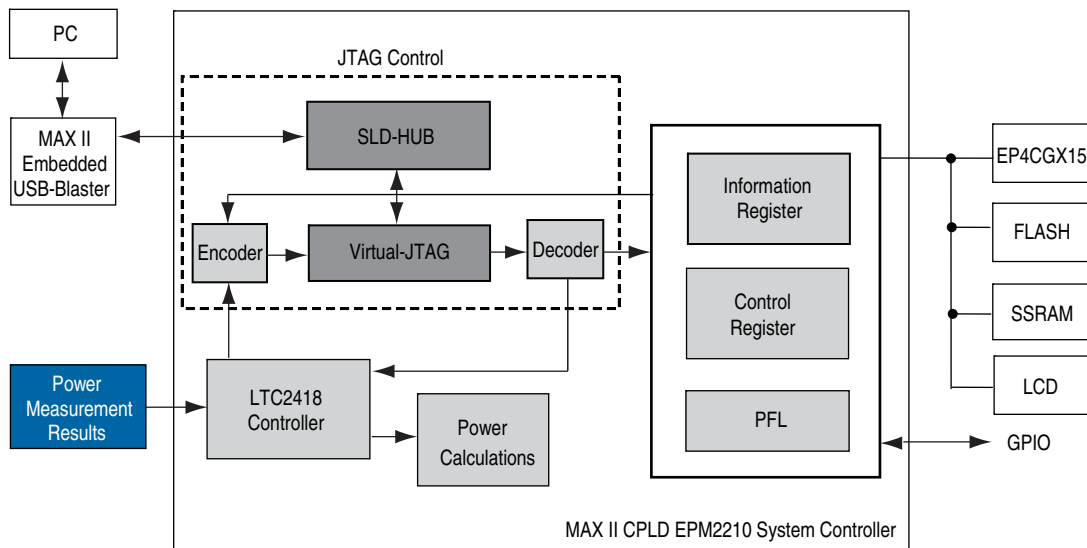 PC
JTAG Control
MAX II
Embedded
USB-Blaster
SLD-HUB
EP4CGX15
Information
Register
FLASH
Encoder
Virtual-JTAG
Decoder
Control
Register
SSRAM
Power
Measurement
Results
LTC2418
Controller
Power
Calculations
PFL
LCD
GPIO
MAX II CPLD EPM2210 System Controller